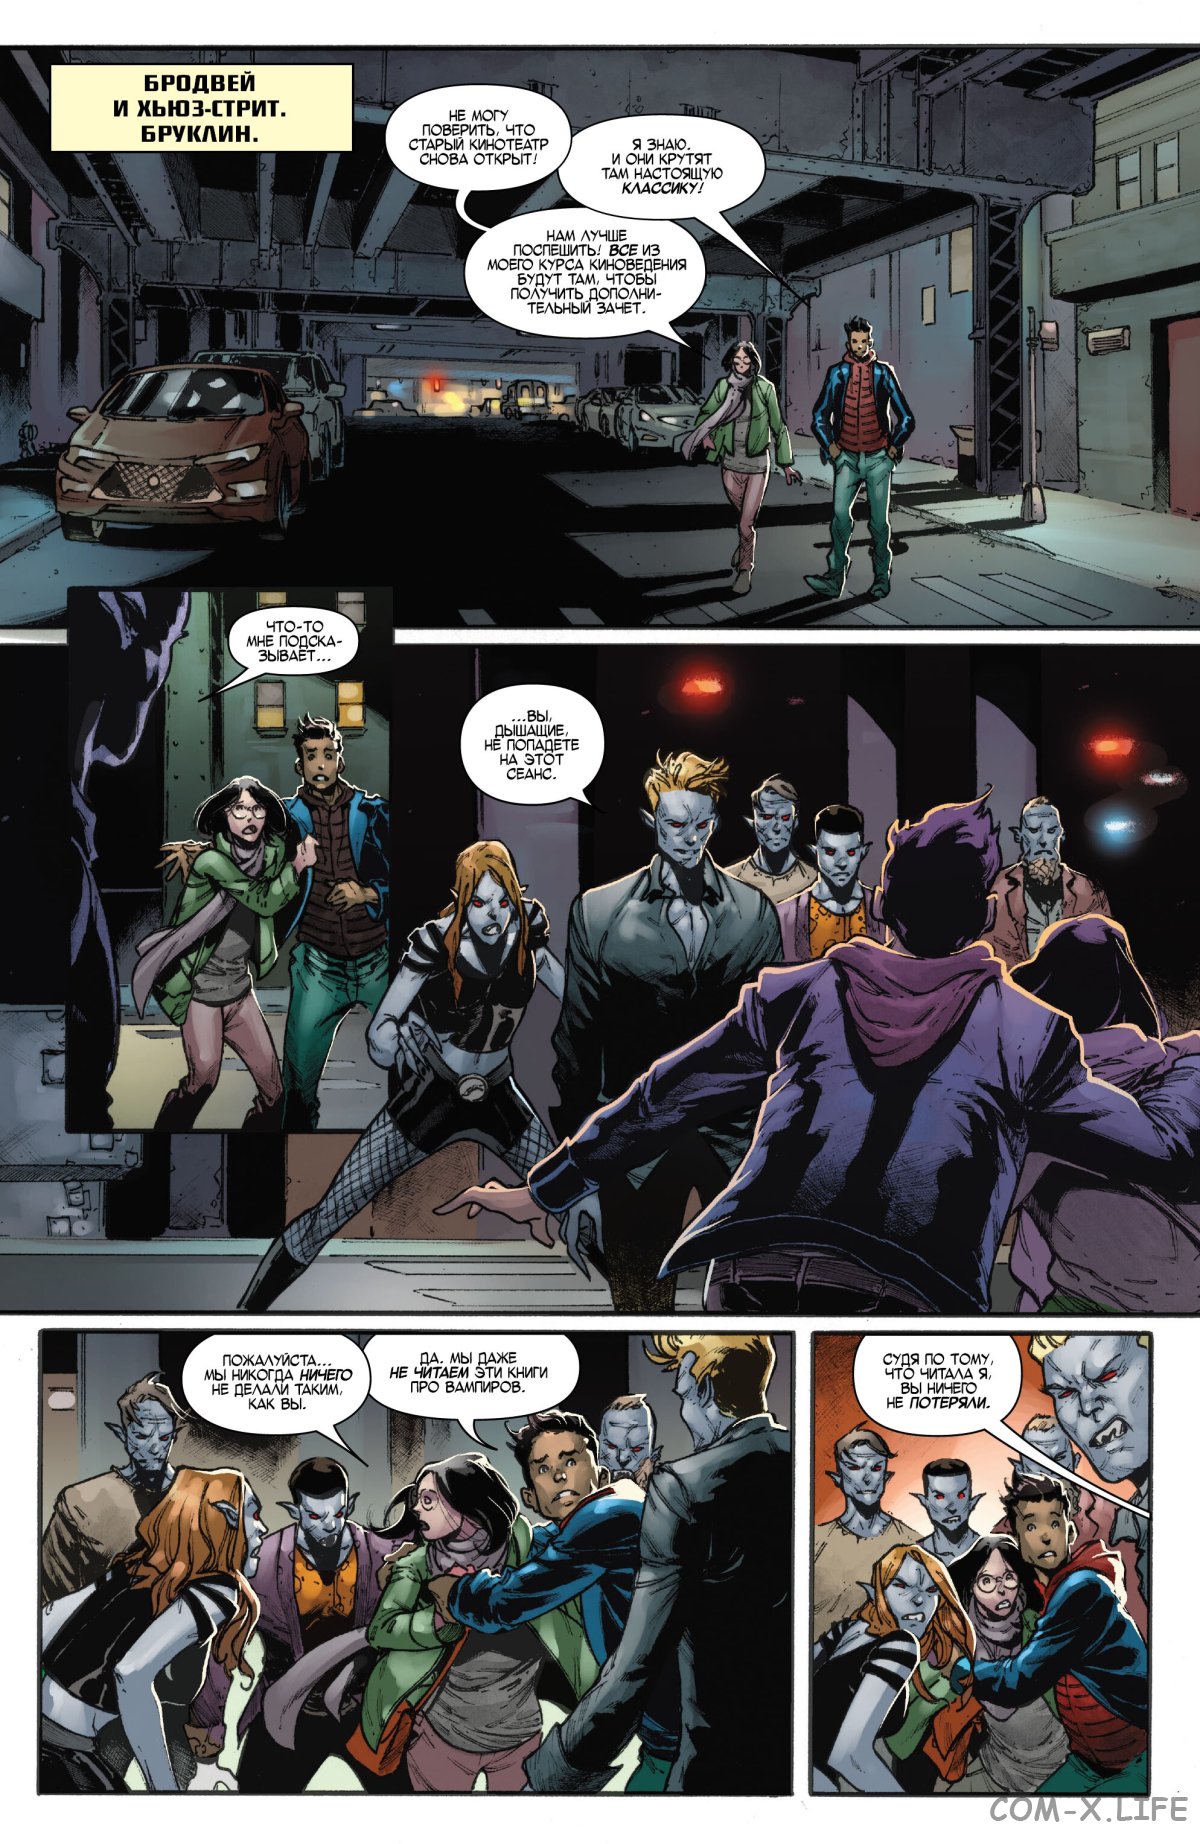 БРОДВЕЙ
И ХЬЮЗ-СТРИТ.
БРУКЛИН.
НЕ МОГУ
ПОВЕРИТЬ, ЧТО
СТАРЫЙ КИНОТЕАТР
СНОВА ОТКРЫТ!
Я ЗНАЮ.
И ОНИ КРУТЯТ
ТАМ НАСТОЯЩУЮ
КЛАССИКУ!
НАМ ЛУЧШЕ
ПОСПЕШИТЬ! ВСЕ ИЗ
МОЕГО КУРСА КИНОВЕДЕНИЯ
БУДУТ ТАМ, ЧТОБЫ
ПОЛУЧИТЬ ДОПОЛНИ-
ТЕЛЬНЫЙ ЗАЧЕТ.
ЧТО-ТО
МНЕ ПОДСКА-
ЗЫВАЕТ...
...ВЫ,
ДЫШАЩИЕ,
НЕ ПОПАДЕТЕ
НА ЭТОТ
СЕАНС.
ПОЖАЛУЙСТА...
МЫ НИКОГДА НИЧЕГО
НЕ ДЕЛАЛИ ТАКИМ,
КАК ВЫ.
ДА. МЫ ДАЖЕ
НЕ ЧИТАЕМ ЭТИ КНИГИ
ПРО ВАМПИРОВ.
СУДЯ ПО ТОМУ,
ЧТО ЧИТАЛА Я,
ВЫ НИЧЕГО
НЕ ПОТЕРЯЛИ.
COM-X.LIFE